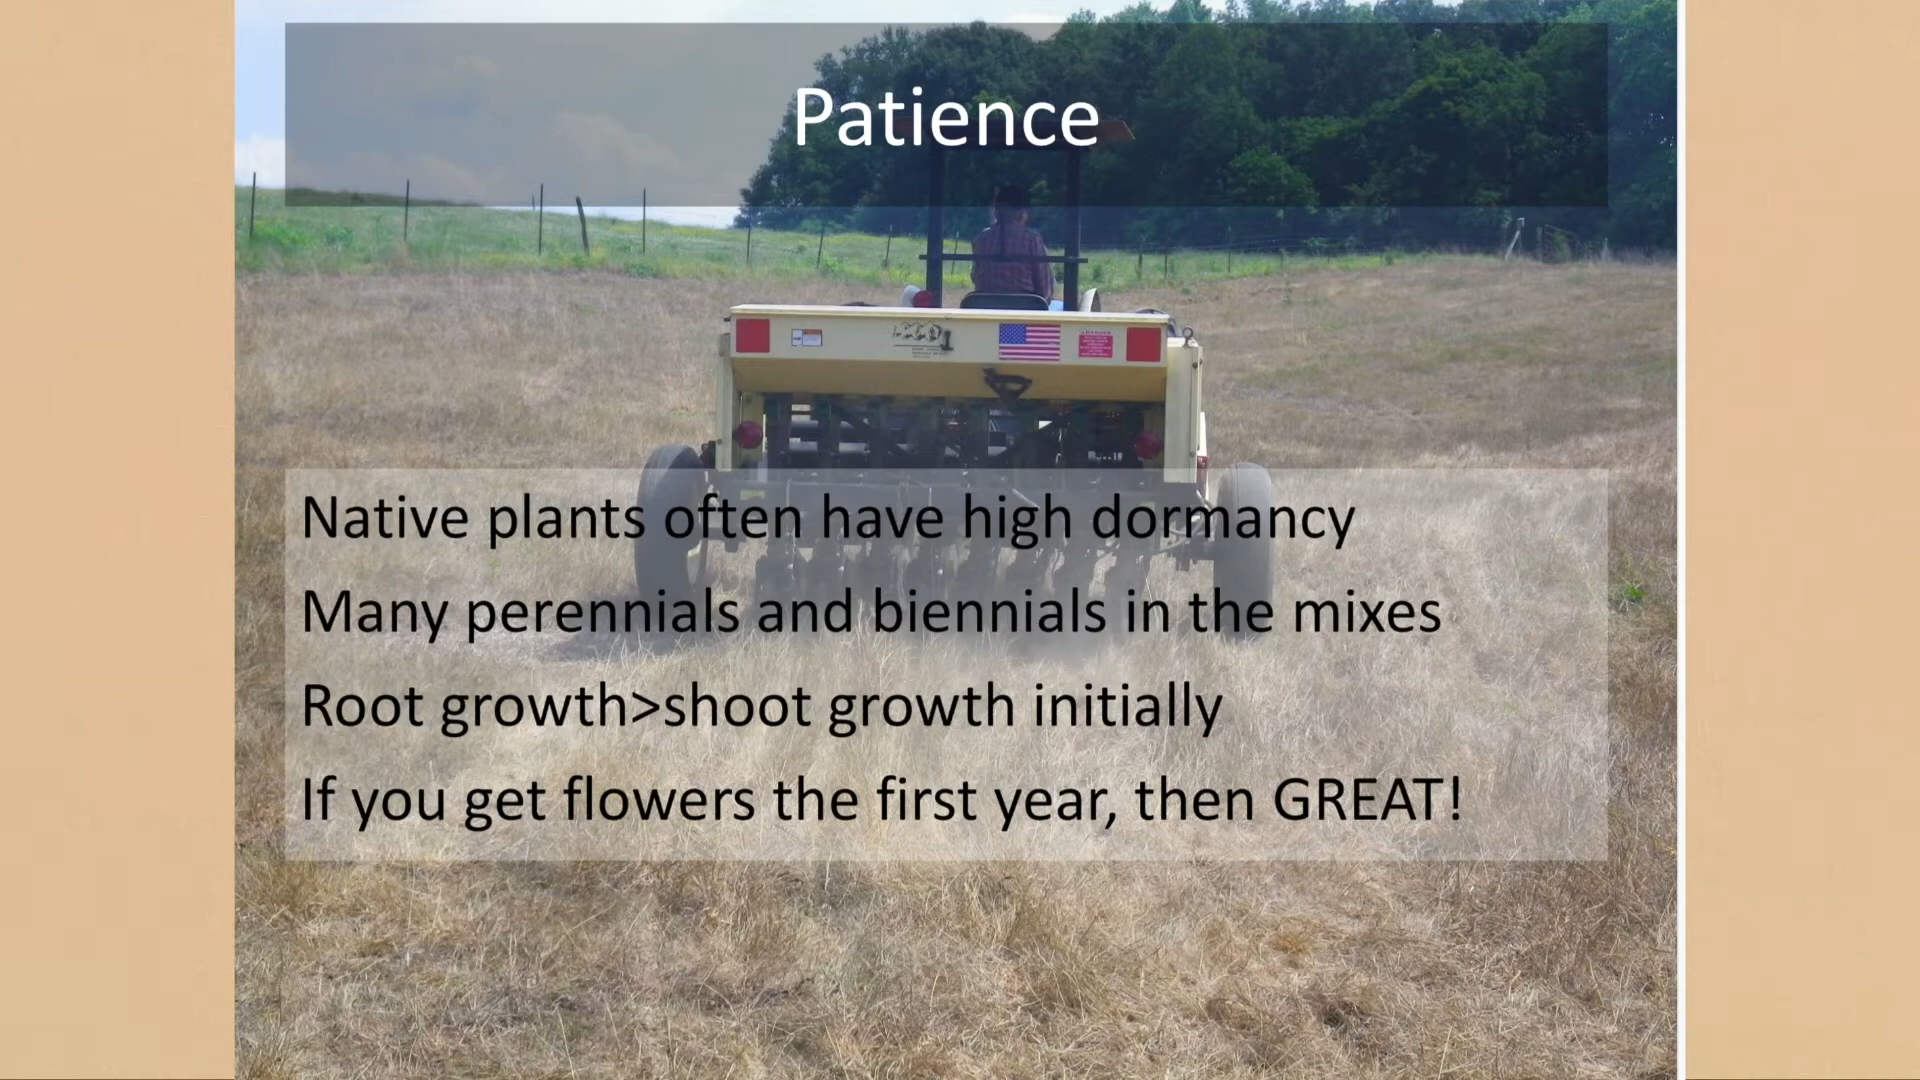 Patience
Native plants often have high dormancy
Many perennials and biennials in the mixes
Root growth>shoot growth initially
If you get flowers the first year, then GREAT!